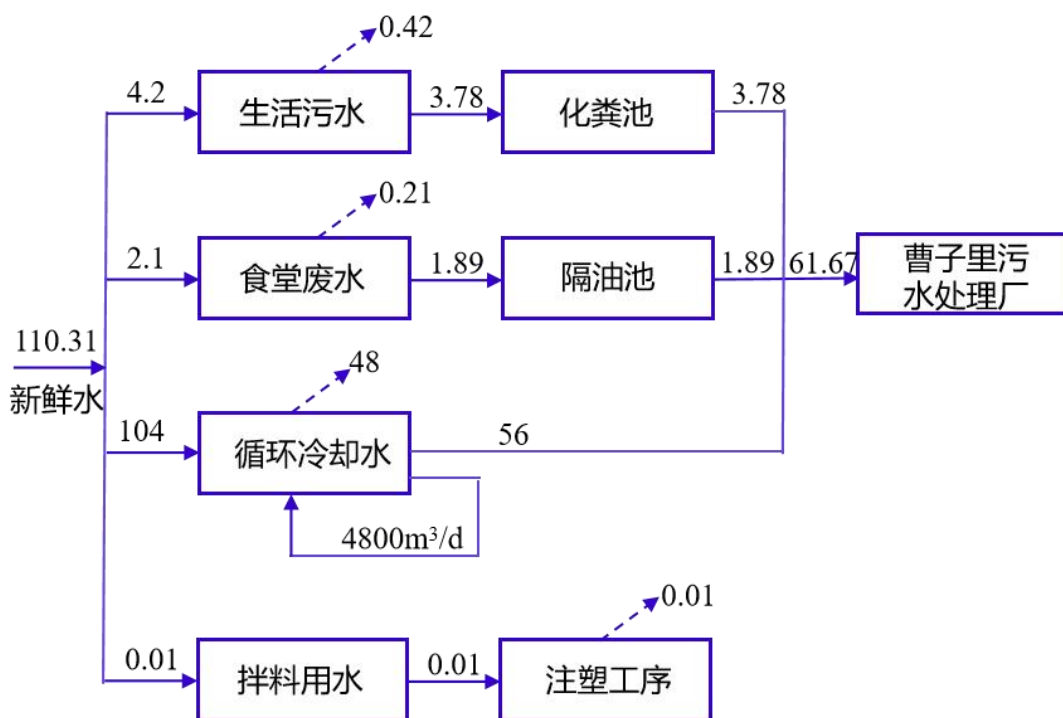 0.42
4.2
生活污水
3.78
化粪池
3.78
0.21
2.1
食堂废水
1.89
隔油池
1.89
61.67
曹子里污
水处理厂
110.31
新鲜水
48
104
循环冷却水
56
4800m³/d
0.01
0.01
拌料用水
0.01
注塑工序